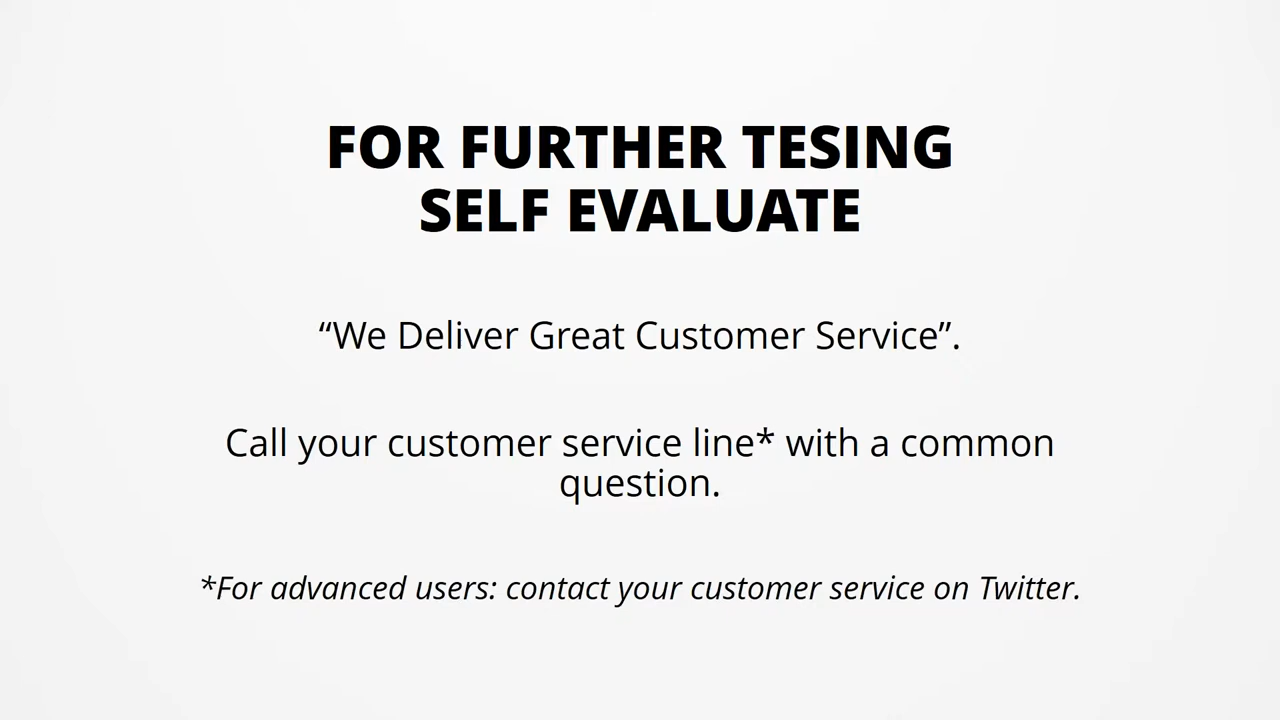 FOR FURTHER TESING
SELF EVALUATE
“We Deliver Great Customer Service”.
Call your customer service line* with a common
question.
*For advanced users: contact your customer service on Twitter.